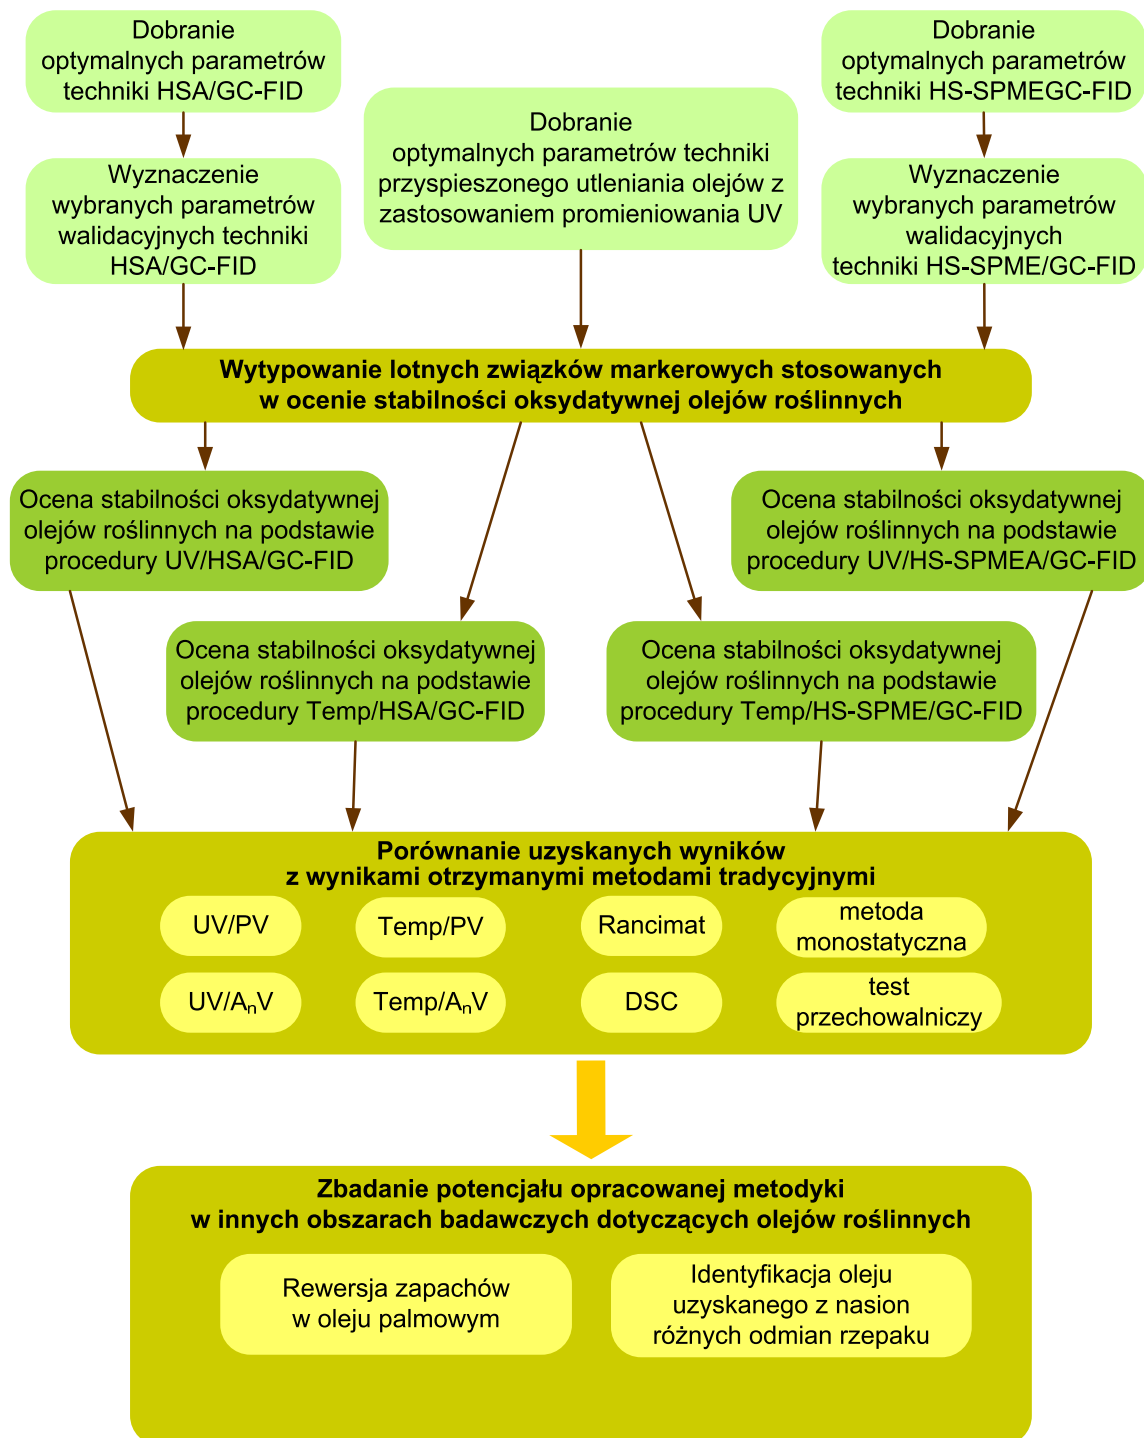 Dobranie
optymalnych parametrów
techniki HSA/GC-FID
Dobranie
optymalnych parametrów techniki
przyspieszonego utleniania olejów z
zastosowaniem promieniowania UV
Dobranie
optymalnych parametrów
techniki HS-SPMEGC-FID
Wyznaczenie
wybranych parametrów
walidacyjnych techniki
HSA/GC-FID
Wyznaczenie
wybranych parametrów
walidacyjnych
techniki HS-SPME/GC-FID
Wytypowanie lotnych związków markerowych stosowanych
w ocenie stabilności oksydatywnej olejów roślinnych
Ocena stabilności oksydatywnej
olejów roślinnych na podstawie
procedury UV/HSA/GC-FID
Ocena stabilności oksydatywnej
olejów roślinnych na podstawie
procedury UV/HS-SPMEA/GC-FID
Ocena stabilności oksydatywnej
olejów roślinnych na podstawie
procedury Temp/HSA/GC-FID
Ocena stabilności oksydatywnej
olejów roślinnych na podstawie
procedury Temp/HS-SPME/GC-FID
Porównanie uzyskanych wyników
z wynikami otrzymanymi metodami tradycyjnymi
UV/PV
Temp/PV
Rancimat
metoda
monostatyczna
UV/AₙV
Temp/AₙV
DSC
test
przechowalniczy
Zbadanie potencjału opracowanej metodyki
w innych obszarach badawczych dotyczących olejów roślinnych
Rewersja zapachów
w oleju palmowym
Identyfikacja oleju
uzyskanego z nasion
różnych odmian rzepaku